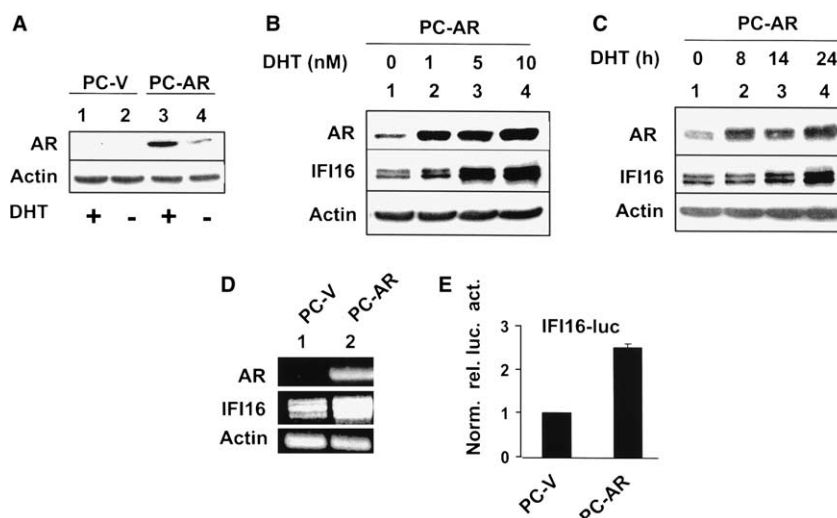 A
PC-V PC-AR
1 2 3 4
AR
Actin
DHT + - + -
B
PC-AR
DHT (nM) 0 1 5 10
1 2 3 4
AR
IFI16
Actin
C
PC-AR
DHT (h) 0 8 14 24
1 2 3 4
AR
IFI16
Actin
D
PC-V PC-AR
1 2
AR
IFI16
Actin
E
Norm. rel. luc. act.
IFI16-luc
3
2
1
0
PC-V PC-AR